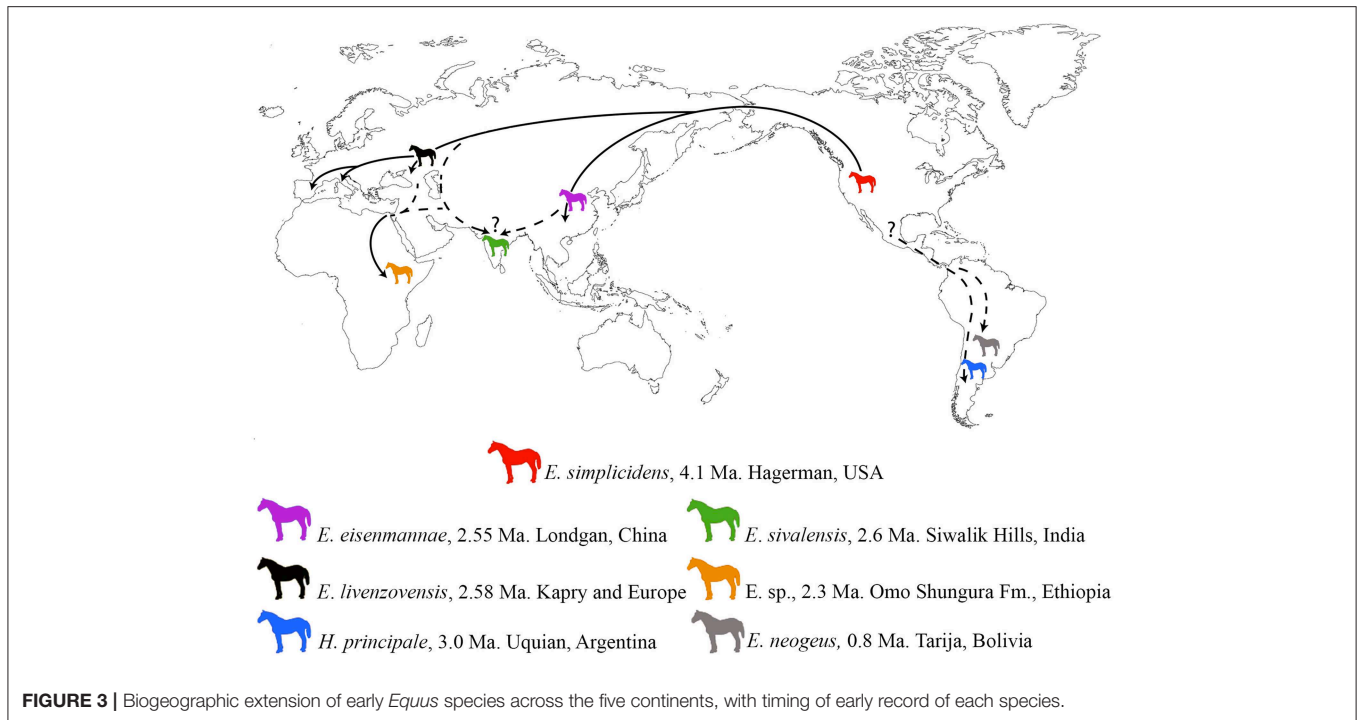 ?
?
E. simplicidens, 4.1 Ma. Hagerman, USA
E. eisenmannae, 2.55 Ma. Londgan, China
E. sivalensis, 2.6 Ma. Siwalik Hills, India
E. livenzovensis, 2.58 Ma. Kapry and Europe
E. sp., 2.3 Ma. Omo Shungura Fm., Ethiopia
H. principale, 3.0 Ma. Uquian, Argentina
E. neogeus, 0.8 Ma. Tarija, Bolivia
FIGURE 3 | Biogeographic extension of early Equus species across the five continents, with timing of early record of each species.